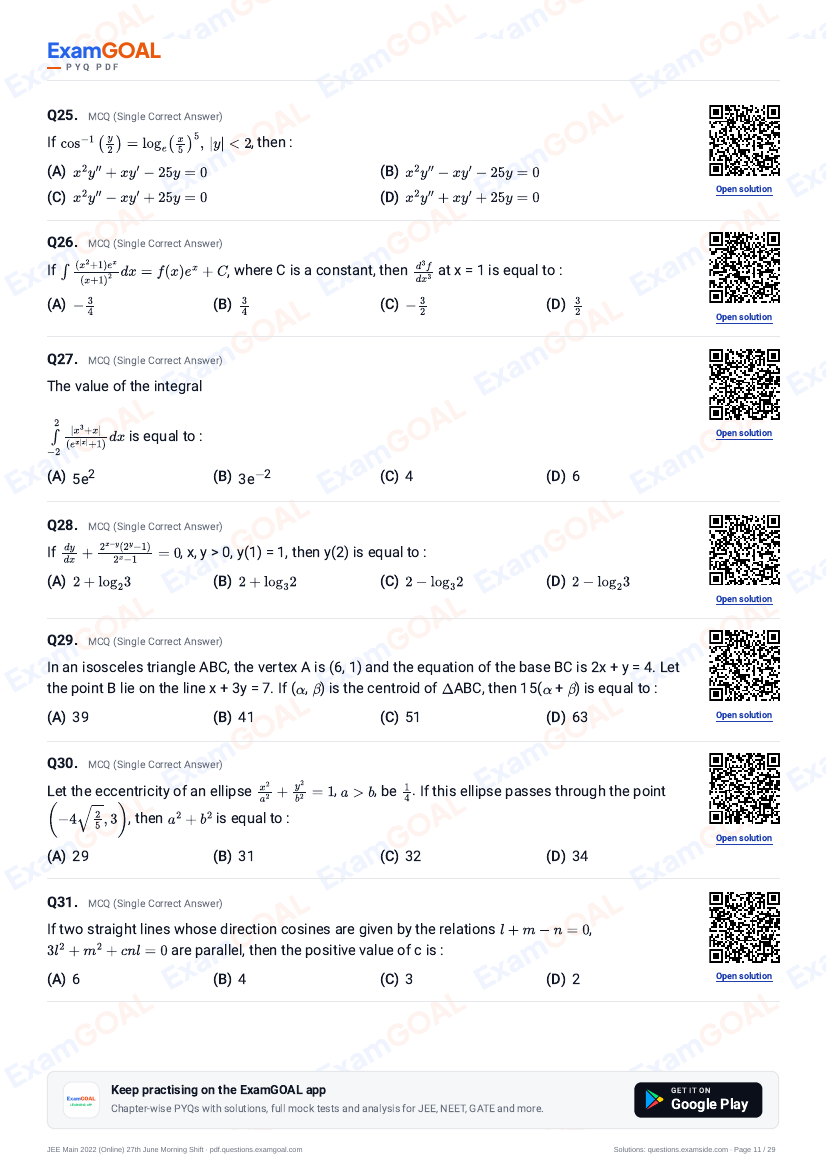 ExamGOAL
PYQ PDF
Q25. MCQ (Single Correct Answer)
If cos⁻¹(y/2) = logₑ(x/5)⁵, |y| < 2, then :
(A) x²y″ + xy′ − 25y = 0 (B) x²y″ − xy′ − 25y = 0
(C) x²y″ − xy′ + 25y = 0 (D) x²y″ + xy′ + 25y = 0
Open solution
Q26. MCQ (Single Correct Answer)
If ∫ (x²+1)eˣ/(x+1)² dx = f(x)eˣ + C, where C is a constant, then d³f/dx³ at x = 1 is equal to :
(A) −3/4 (B) 3/4 (C) −3/2 (D) 3/2
Open solution
Q27. MCQ (Single Correct Answer)
The value of the integral
∫₋₂² |x³+x|/(e^{x|x|}+1) dx is equal to :
(A) 5e² (B) 3e⁻² (C) 4 (D) 6
Open solution
Q28. MCQ (Single Correct Answer)
If dy/dx + 2ˣ⁻ʸ(2ʸ−1)/(2ˣ−1) = 0, x, y > 0, y(1) = 1, then y(2) is equal to :
(A) 2 + log₂3 (B) 2 + log₃2 (C) 2 − log₃2 (D) 2 − log₂3
Open solution
Q29. MCQ (Single Correct Answer)
In an isosceles triangle ABC, the vertex A is (6, 1) and the equation of the base BC is 2x + y = 4. Let
the point B lie on the line x + 3y = 7. If (α, β) is the centroid of ΔABC, then 15(α + β) is equal to :
(A) 39 (B) 41 (C) 51 (D) 63
Open solution
Q30. MCQ (Single Correct Answer)
Let the eccentricity of an ellipse x²/a² + y²/b² = 1, a > b, be 1/4. If this ellipse passes through the point
(−4√(2/5), 3), then a² + b² is equal to :
(A) 29 (B) 31 (C) 32 (D) 34
Open solution
Q31. MCQ (Single Correct Answer)
If two straight lines whose direction cosines are given by the relations l + m − n = 0,
3l² + m² + cnl = 0 are parallel, then the positive value of c is :
(A) 6 (B) 4 (C) 3 (D) 2
Open solution
Keep practising on the ExamGOAL app
Chapter-wise PYQs with solutions, full mock tests and analysis for JEE, NEET, GATE and more.
GET IT ON
Google Play
JEE Main 2022 (Online) 27th June Morning Shift · pdf.questions.examgoal.com
Solutions: questions.examside.com · Page 11 / 29